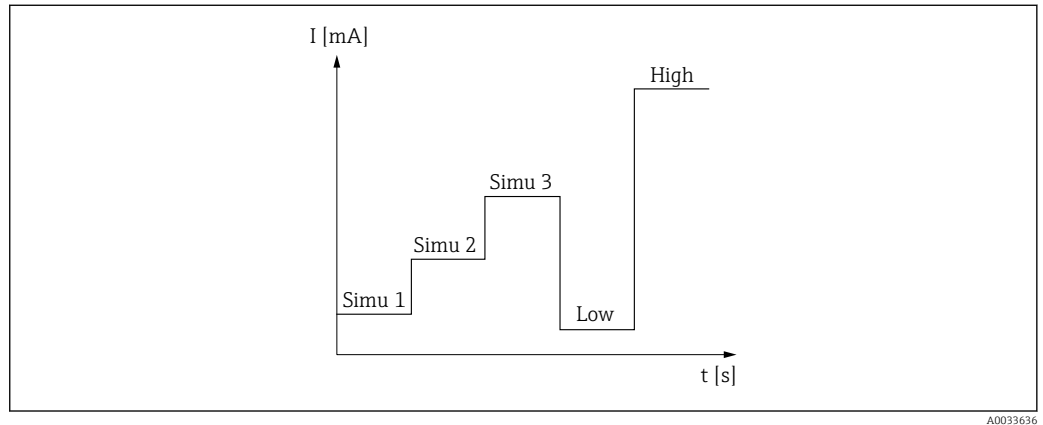 I [mA]
High
Simu 3
Simu 2
Simu 1
Low
t [s]
A0033636